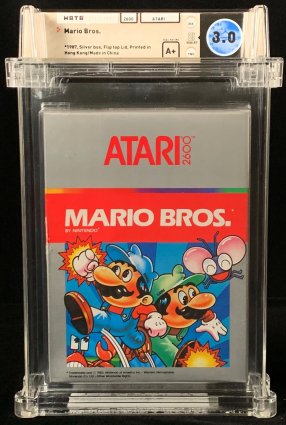 WATA 2600 ATARI
Mario Bros.
*1987, Silver box, Flap top Lid, Printed in
Hong Kong/Made in China
A+
3.0
ATARI 2600
MARIO BROS.
BY NINTENDO